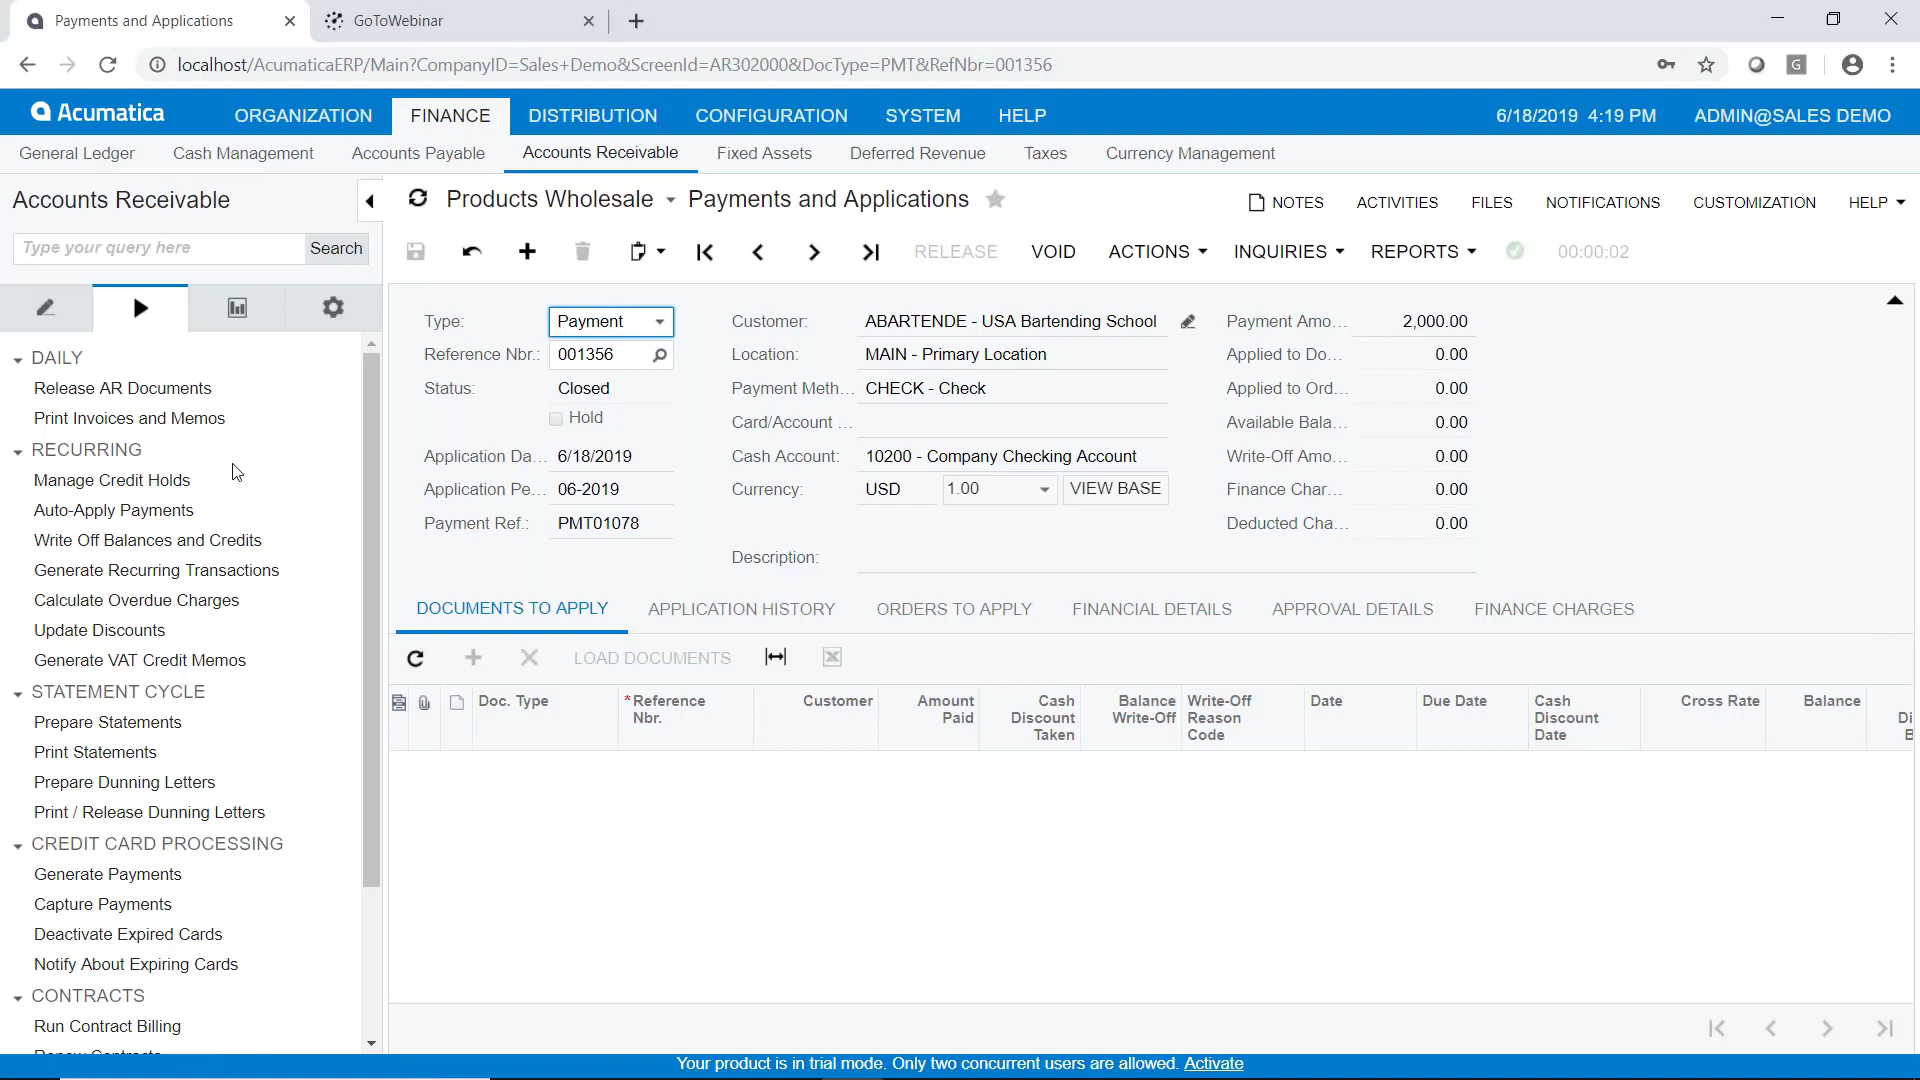 Payments and Applications
GoToWebinar
localhost/AcumaticaERP/Main?CompanyID=Sales+Demo&ScreenId=AR302000&DocType=PMT&RefNbr=001356
G
Acumatica
ORGANIZATION FINANCE DISTRIBUTION CONFIGURATION SYSTEM HELP
6/18/2019 4:19 PM ADMIN@SALES DEMO
General Ledger Cash Management Accounts Payable Accounts Receivable Fixed Assets Deferred Revenue Taxes Currency Management
Accounts Receivable
Type your query here Search
DAILY
Release AR Documents
Print Invoices and Memos
RECURRING
Manage Credit Holds
Auto-Apply Payments
Write Off Balances and Credits
Generate Recurring Transactions
Calculate Overdue Charges
Update Discounts
Generate VAT Credit Memos
STATEMENT CYCLE
Prepare Statements
Print Statements
Prepare Dunning Letters
Print / Release Dunning Letters
CREDIT CARD PROCESSING
Generate Payments
Capture Payments
Deactivate Expired Cards
Notify About Expiring Cards
CONTRACTS
Run Contract Billing
Products Wholesale Payments and Applications
NOTES ACTIVITIES FILES NOTIFICATIONS CUSTOMIZATION HELP
RELEASE VOID ACTIONS INQUIRIES REPORTS 00:00:02
Type: Payment
Reference Nbr.: 001356
Status: Closed
Hold
Application Da... 6/18/2019
Application Pe... 06-2019
Payment Ref.: PMT01078
Customer: ABARTENDE - USA Bartending School
Location: MAIN - Primary Location
Payment Meth... CHECK - Check
Card/Account ...
Cash Account: 10200 - Company Checking Account
Currency: USD 1.00 VIEW BASE
Description:
Payment Amo... 2,000.00
Applied to Do... 0.00
Applied to Ord... 0.00
Available Bala... 0.00
Write-Off Amo... 0.00
Finance Char... 0.00
Deducted Cha... 0.00
DOCUMENTS TO APPLY APPLICATION HISTORY ORDERS TO APPLY FINANCIAL DETAILS APPROVAL DETAILS FINANCE CHARGES
LOAD DOCUMENTS
Doc. Type
*Reference
Nbr.
Customer
Amount
Paid
Cash
Discount
Taken
Balance
Write-Off
Write-Off
Reason
Code
Date
Due Date
Cash
Discount
Date
Cross Rate
Balance
Di
Your product is in trial mode. Only two concurrent users are allowed. Activate